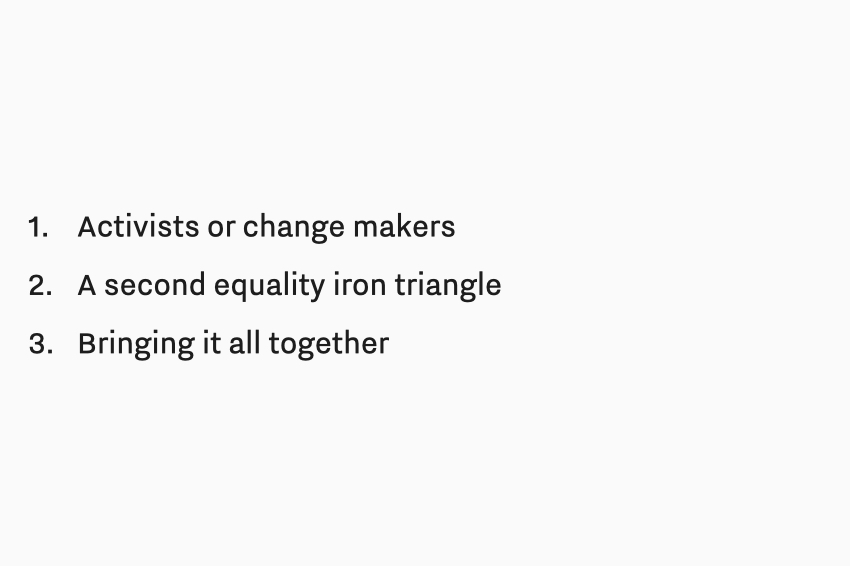 1. Activists or change makers
2. A second equality iron triangle
3. Bringing it all together